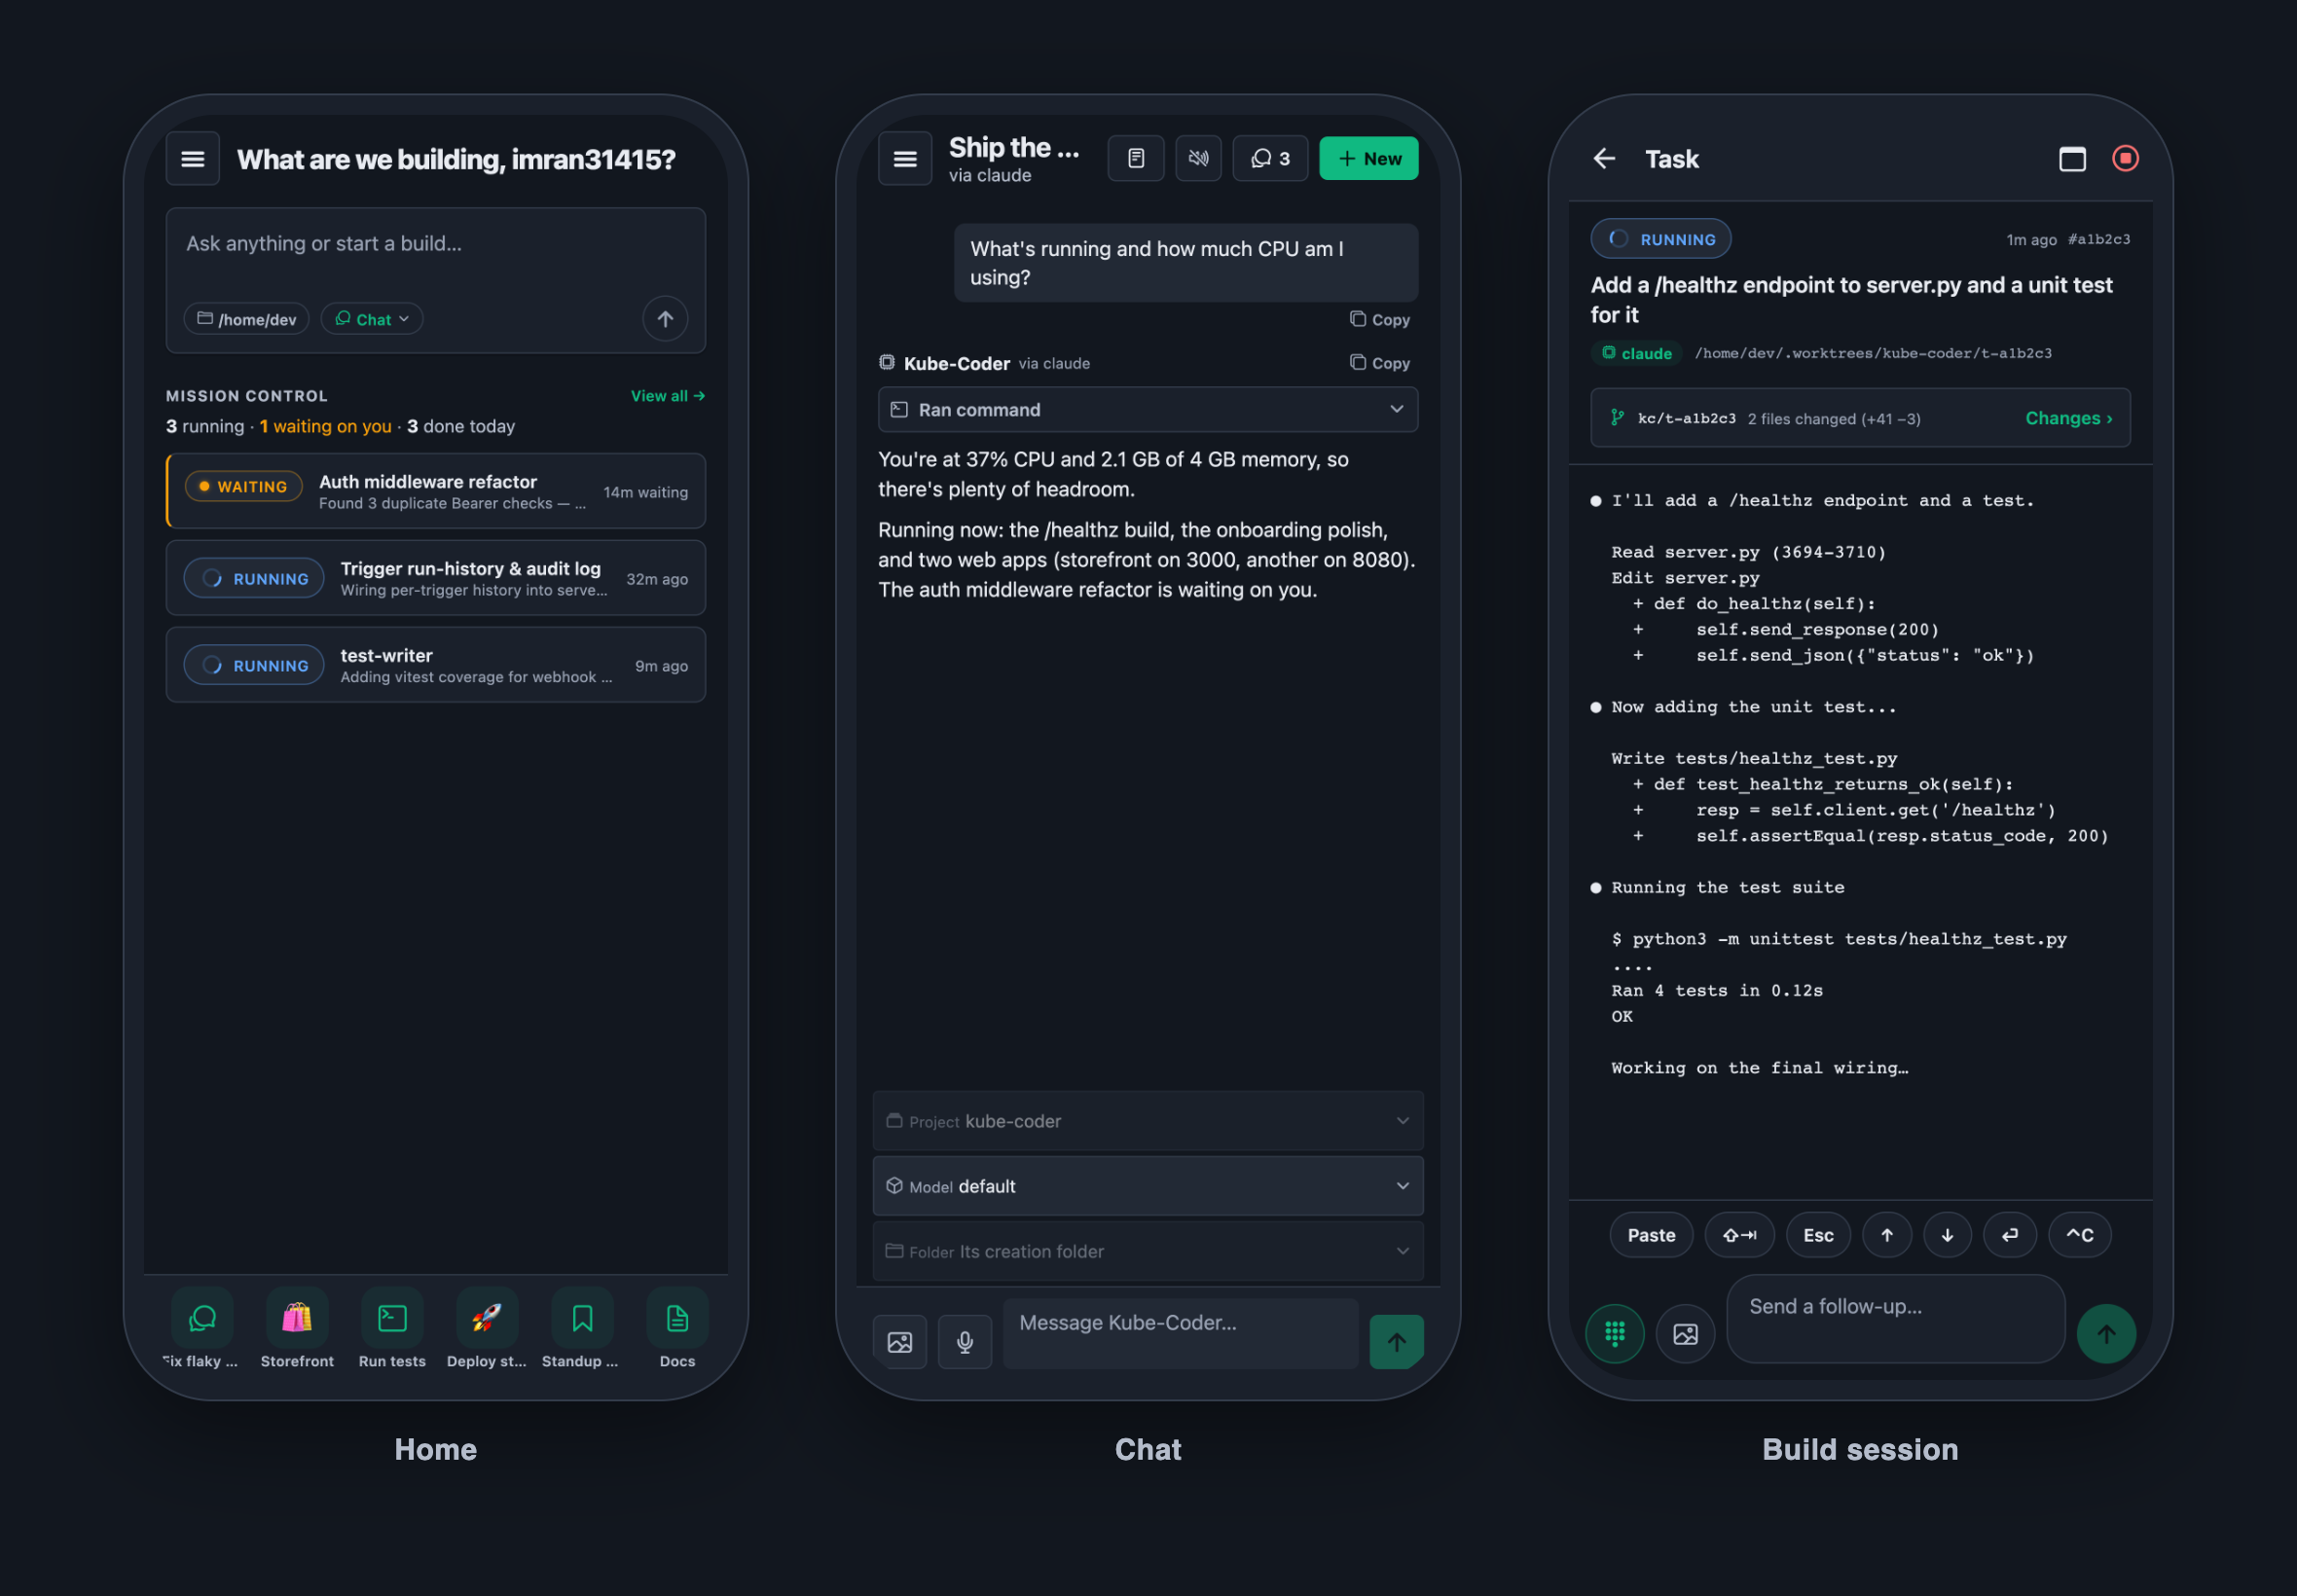 What are we building, imran31415?
Ask anything or start a build...
/home/dev
Chat
MISSION CONTROL
View all →
3 running · 1 waiting on you · 3 done today
WAITING
Auth middleware refactor
Found 3 duplicate Bearer checks — ...
14m waiting
RUNNING
Trigger run-history & audit log
Wiring per-trigger history into serve...
32m ago
RUNNING
test-writer
Adding vitest coverage for webhook ...
9m ago
ix flaky ...
Storefront
Run tests
Deploy st...
Standup ...
Docs
Home
Ship the ...
via claude
3
+ New
What's running and how much CPU am I
using?
Copy
Kube-Coder via claude
Copy
Ran command
You're at 37% CPU and 2.1 GB of 4 GB memory, so
there's plenty of headroom.
Running now: the /healthz build, the onboarding polish,
and two web apps (storefront on 3000, another on 8080).
The auth middleware refactor is waiting on you.
Project kube-coder
Model default
Folder Its creation folder
Message Kube-Coder...
Chat
Task
RUNNING
1m ago #a1b2c3
Add a /healthz endpoint to server.py and a unit test
for it
claude /home/dev/.worktrees/kube-coder/t-a1b2c3
kc/t-a1b2c3 2 files changed (+41 −3)
Changes ›
● I'll add a /healthz endpoint and a test.
Read server.py (3694-3710)
Edit server.py
+ def do_healthz(self):
+     self.send_response(200)
+     self.send_json({"status": "ok"})
● Now adding the unit test...
Write tests/healthz_test.py
+ def test_healthz_returns_ok(self):
+     resp = self.client.get('/healthz')
+     self.assertEqual(resp.status_code, 200)
● Running the test suite
$ python3 -m unittest tests/healthz_test.py
....
Ran 4 tests in 0.12s
OK
Working on the final wiring…
Paste
Esc
↑
↓
^C
Send a follow-up...
Build session